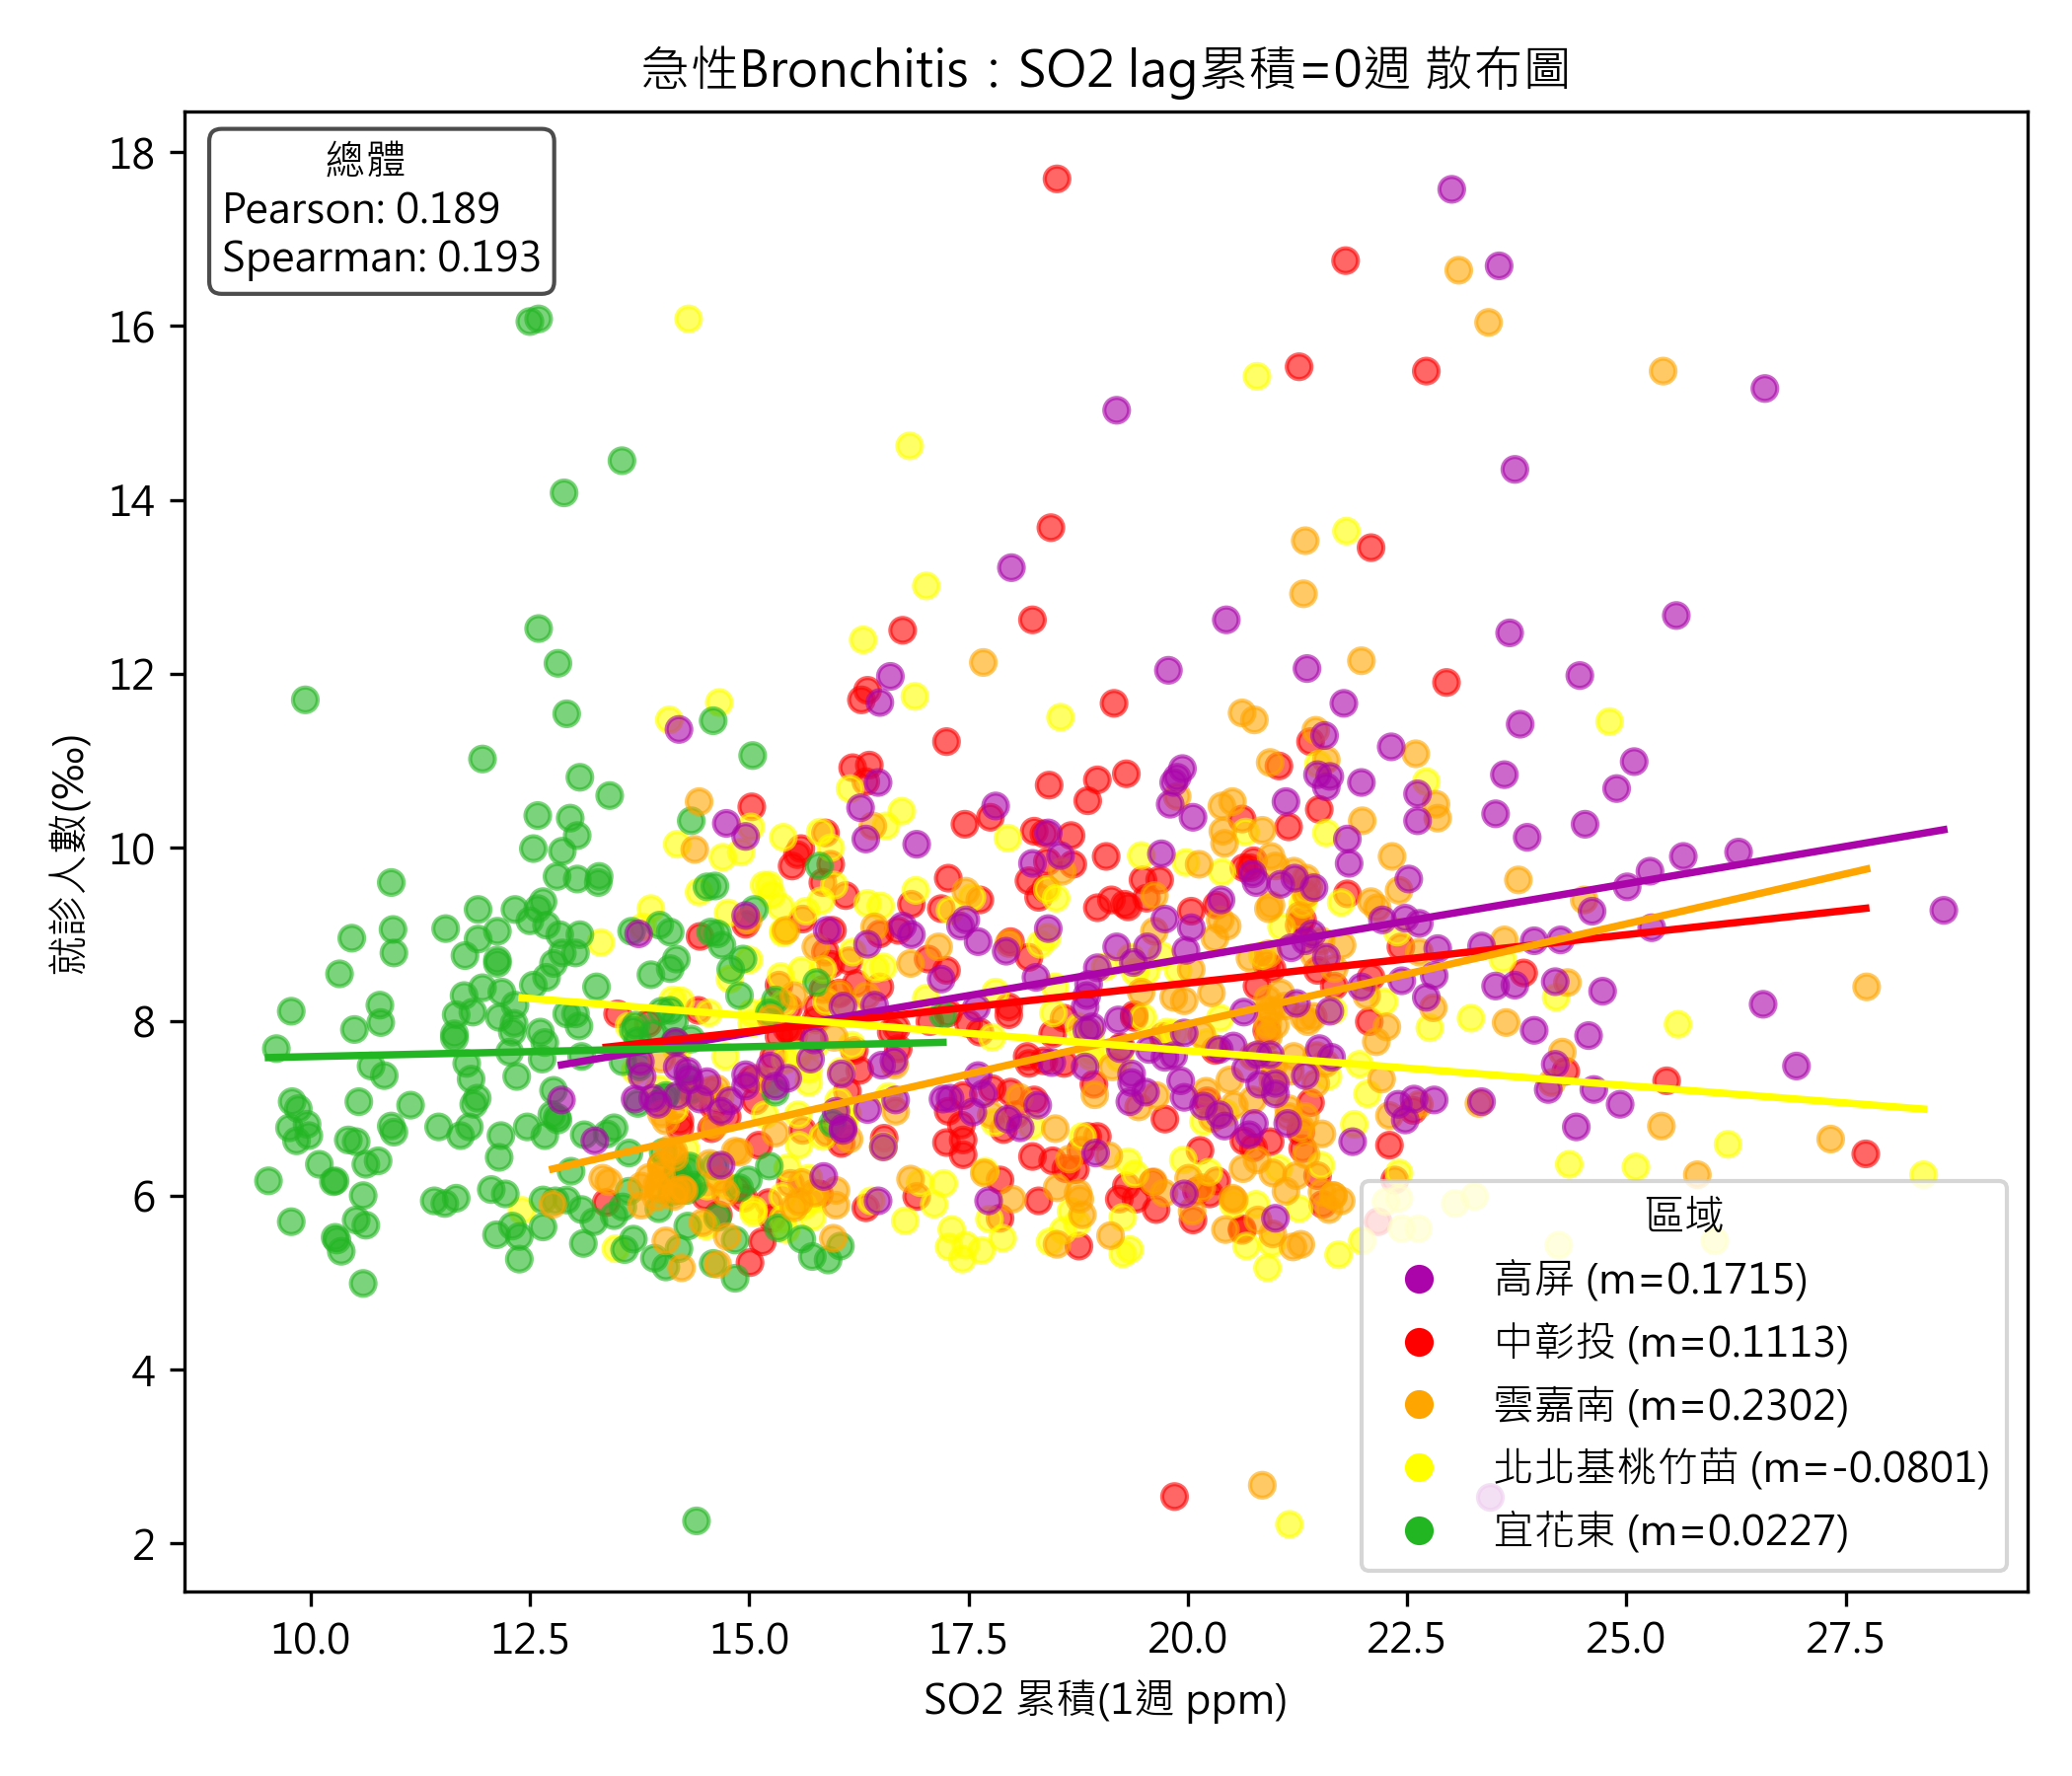 急性Bronchitis：SO2 lag累積=0週 散布圖
總體
Pearson: 0.189
Spearman: 0.193
18
16
14
12
10
8
6
4
2
就診人數(‰)
區域
高屏 (m=0.1715)
中彰投 (m=0.1113)
雲嘉南 (m=0.2302)
北北基桃竹苗 (m=-0.0801)
宜花東 (m=0.0227)
10.0 12.5 15.0 17.5 20.0 22.5 25.0 27.5
SO2 累積(1週 ppm)